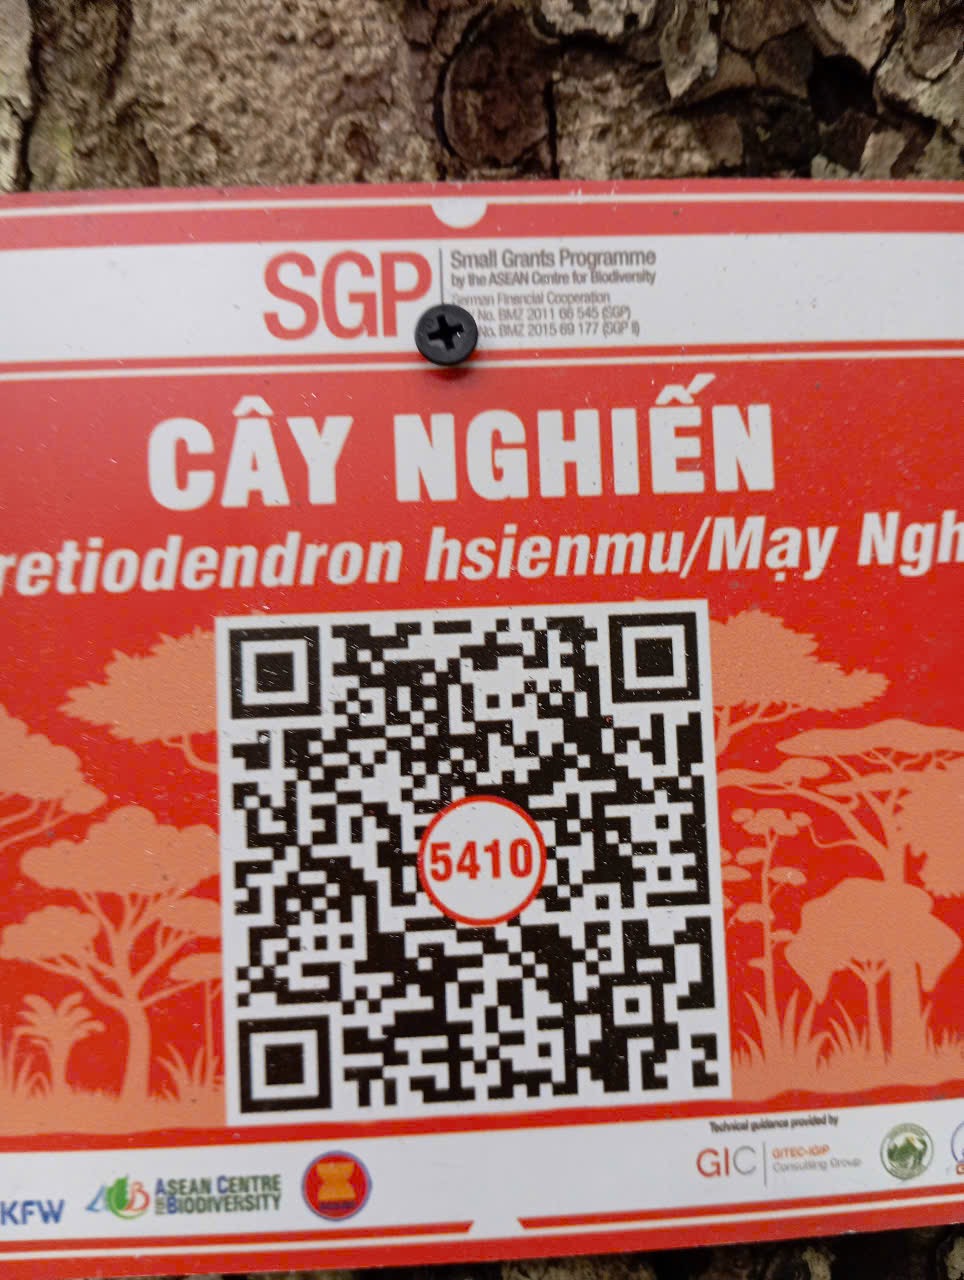 SGP
Small Grants Programme
by the ASEAN Centre for Biodiversity
German Financial Cooperation
No. BMZ 2011 66 545 (SGP)
No. BMZ 2015 69 177 (SGP II)
CÂY NGHIẾN
retiodendron hsienmu/Mạy Ngh
5410
Technical guidance provided by
KFW
ASEAN CENTRE
FOR BIODIVERSITY
GIC
GITEC-IGIP
Consulting Group